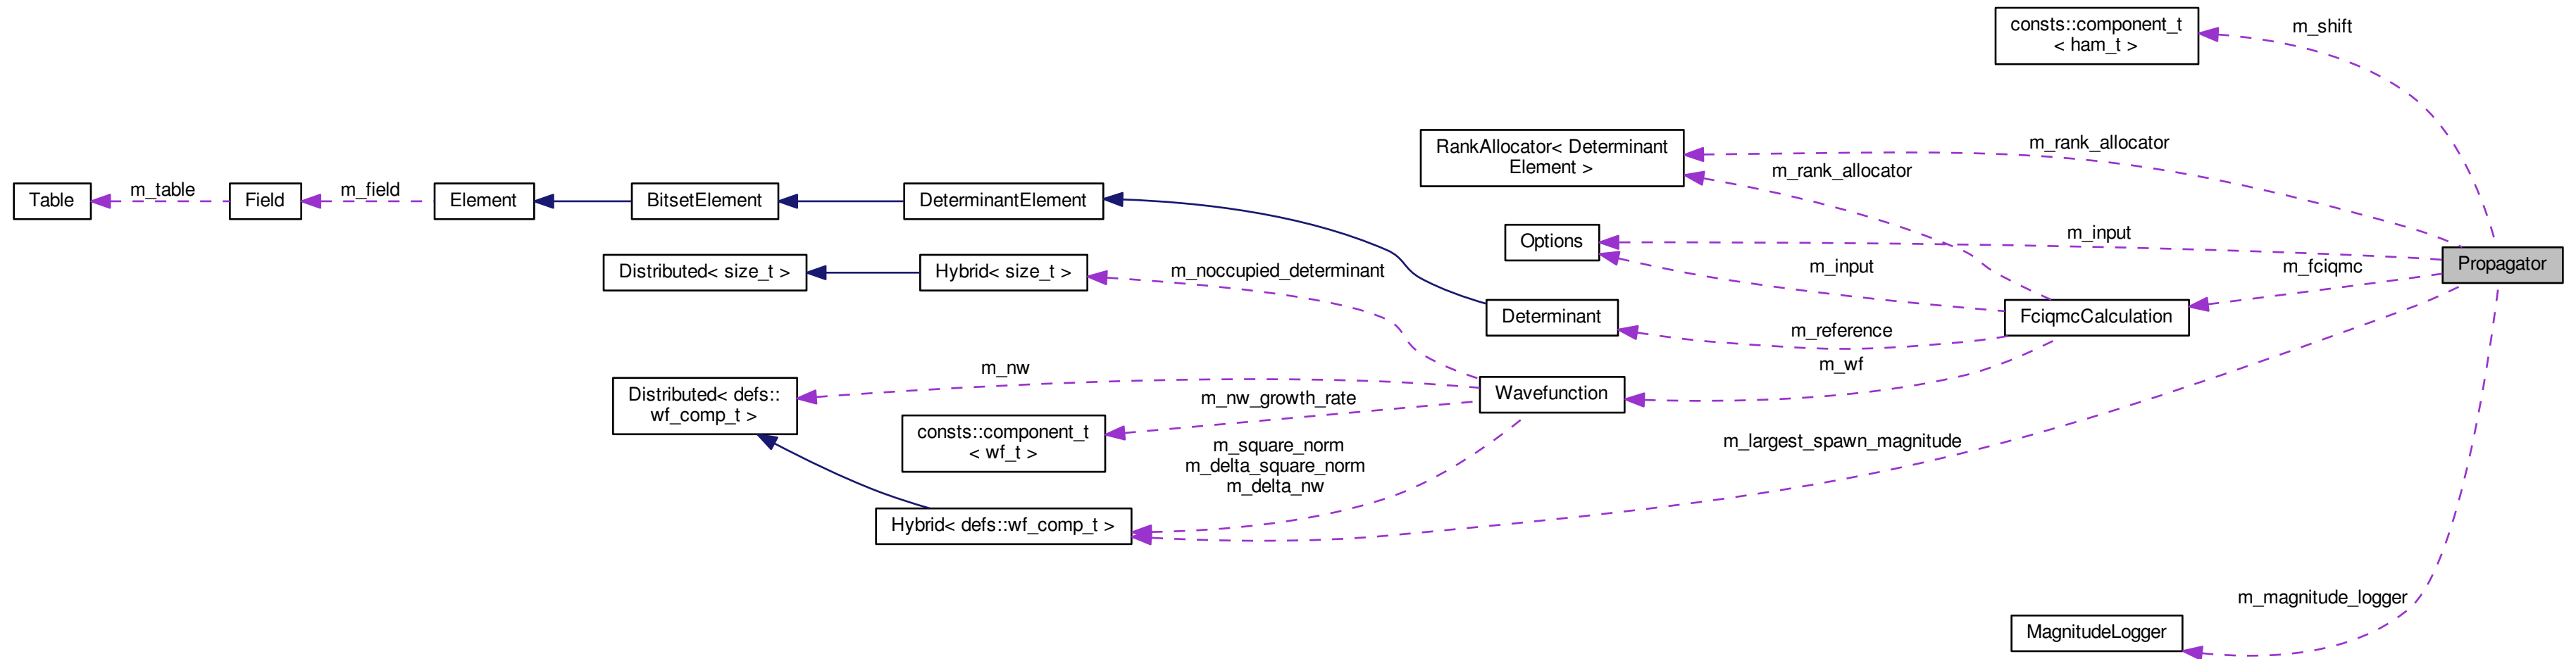 consts::component_t
< ham_t >
m_shift
RankAllocator< Determinant
Element >
m_rank_allocator
m_rank_allocator
Table
m_table
Field
m_field
Element
BitsetElement
DeterminantElement
Options
m_input
m_input
Propagator
Distributed< size_t >
Hybrid< size_t >
m_noccupied_determinant
m_fciqmc
Determinant
m_reference
FciqmcCalculation
m_wf
Distributed< defs::
wf_comp_t >
m_nw
Wavefunction
m_nw_growth_rate
consts::component_t
< wf_t >
m_square_norm
m_delta_square_norm
m_delta_nw
m_largest_spawn_magnitude
Hybrid< defs::wf_comp_t >
m_magnitude_logger
MagnitudeLogger